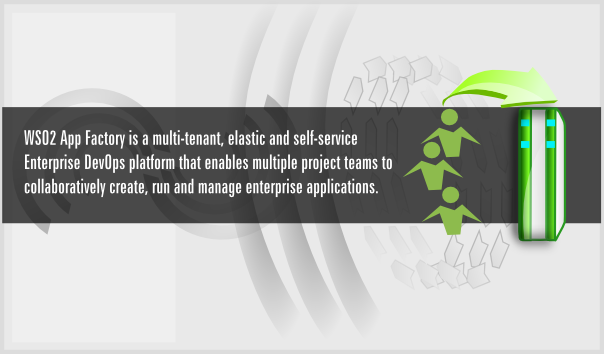 WSO2 App Factory is a multi-tenant, elastic and self-service
Enterprise DevOps platform that enables multiple project teams to
collaboratively create, run and manage enterprise applications.